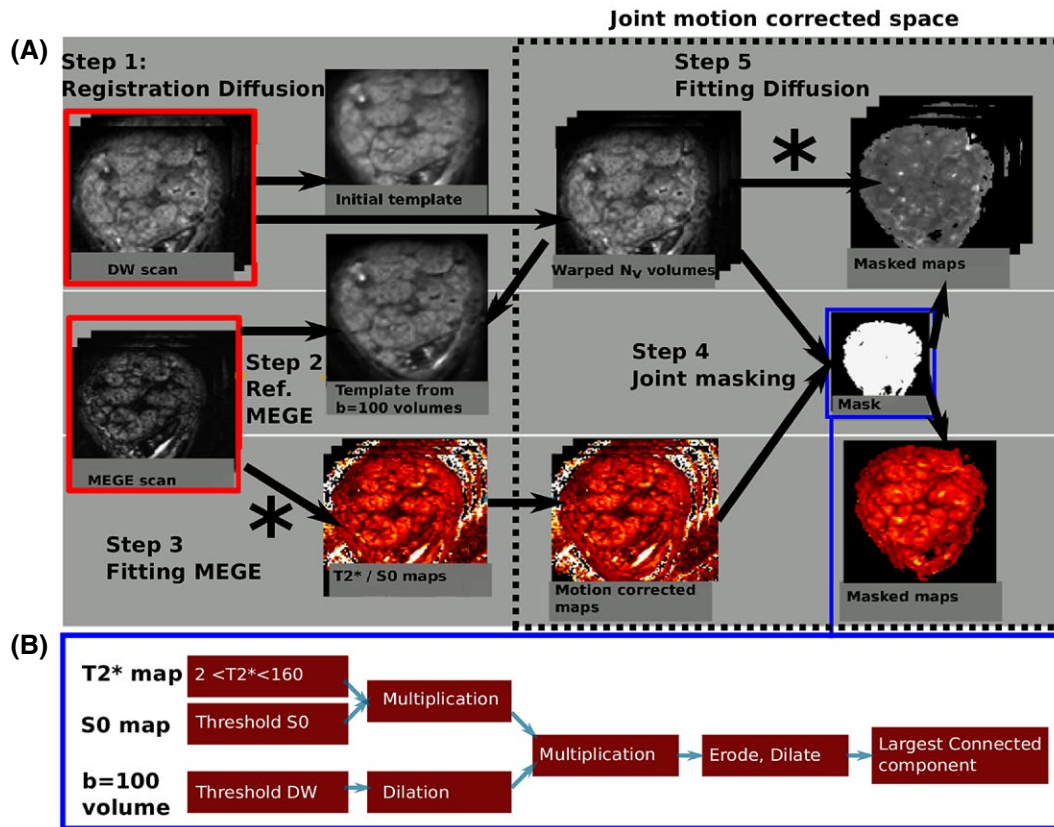 Joint motion corrected space
(A)
Step 1:
Registration Diffusion
Step 5
Fitting Diffusion
*
Initial template
DW scan
Warped Nv volumes
Masked maps
Step 2
Ref.
MEGE
Step 4
Joint masking
Template from
b=100 volumes
Mask
MEGE scan
*
Step 3
Fitting MEGE
T2* / S0 maps
Motion corrected
maps
Masked maps
(B)
T2* map
2 <T2*<160
Multiplication
S0 map
Threshold S0
Multiplication
Erode, Dilate
Largest Connected
component
b=100
volume
Threshold DW
Dilation